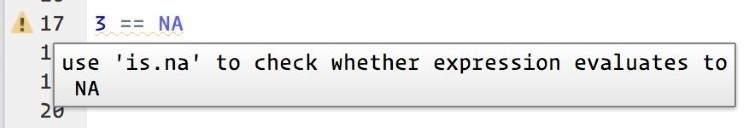 17 3 == NA
use 'is.na' to check whether expression evaluates to
NA
20